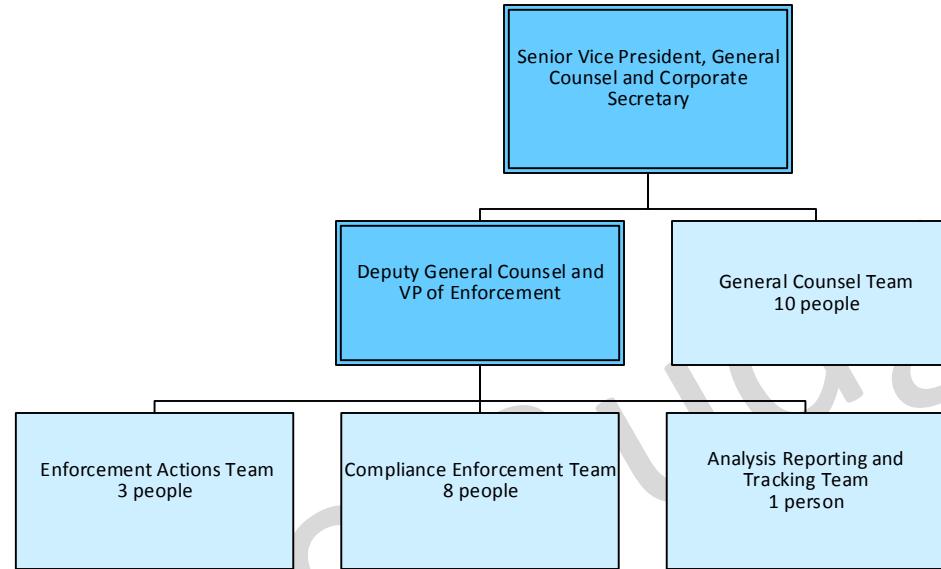 Senior Vice President, General
Counsel and Corporate
Secretary
Deputy General Counsel and
VP of Enforcement
General Counsel Team
10 people
Enforcement Actions Team
3 people
Compliance Enforcement Team
8 people
Analysis Reporting and
Tracking Team
1 person